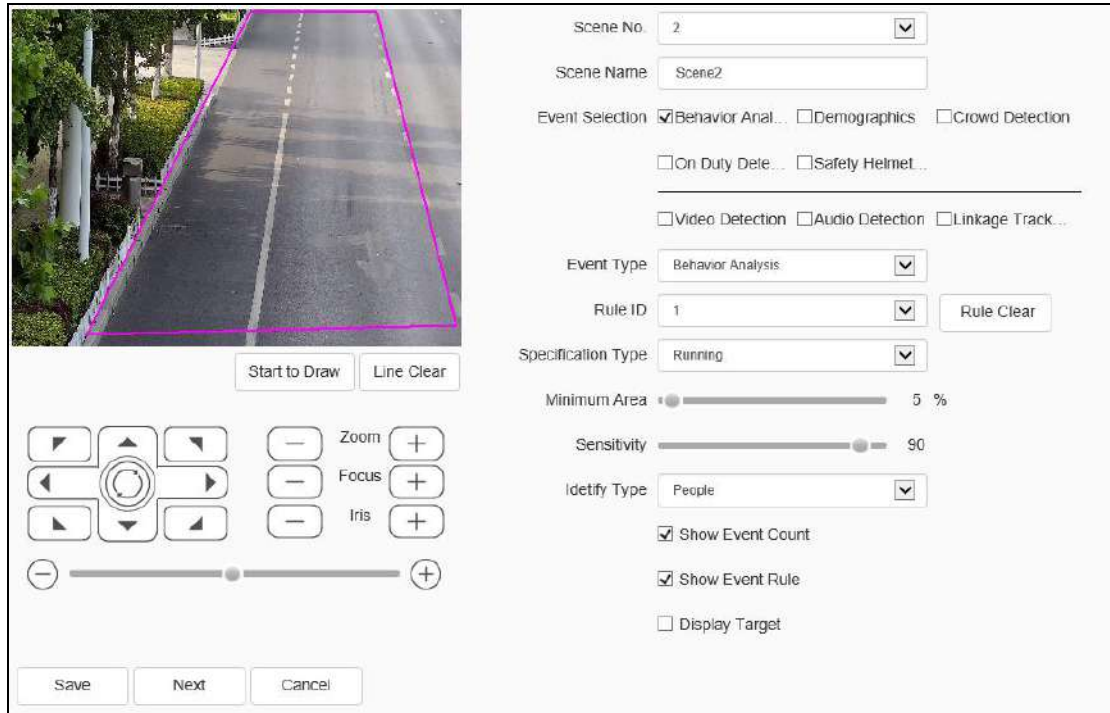 Scene No. 2
Scene Name Scene2
Event Selection Behavior Anal... Demographics Crowd Detection
On Duty Dete... Safety Helmet...
Video Detection Audio Detection Linkage Track...
Event Type Behavior Analysis
Rule ID 1 Rule Clear
Specification Type Running
Start to Draw Line Clear
Minimum Area 5 %
Zoom
Sensitivity 90
Focus
Idetify Type People
Iris
Show Event Count
Show Event Rule
Display Target
Save Next Cancel